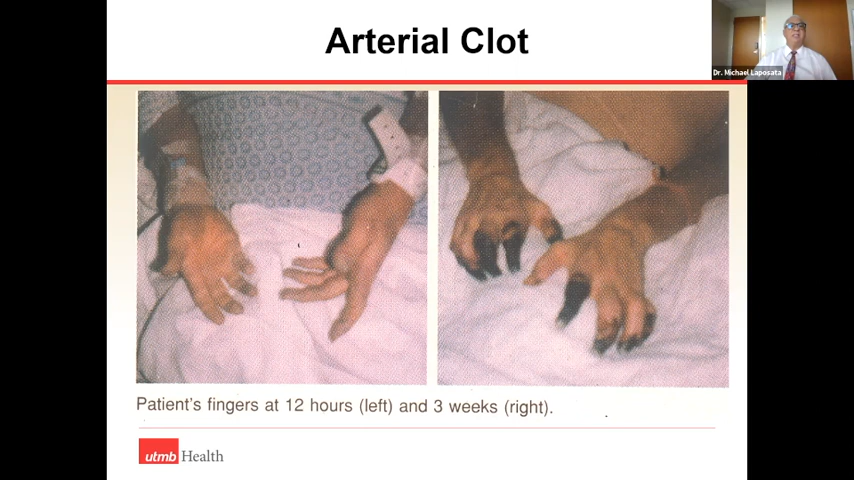 Arterial Clot
Dr. Michael Laposata
Patient's fingers at 12 hours (left) and 3 weeks (right).
utmb Health